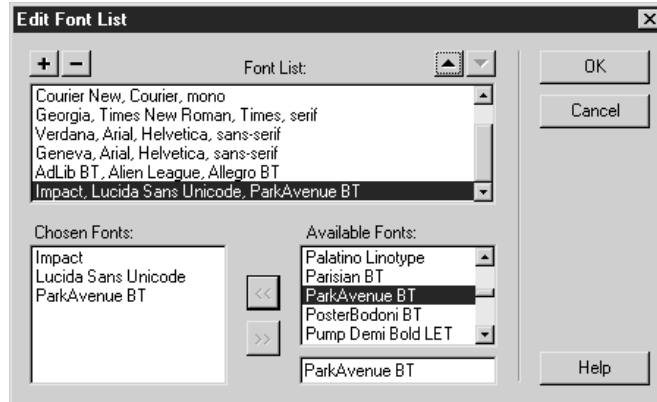 Edit Font List
Font List:
Courier New, Courier, mono
Georgia, Times New Roman, Times, serif
Verdana, Arial, Helvetica, sans-serif
Geneva, Arial, Helvetica, sans-serif
AdLib BT, Alien League, Allegro BT
Impact, Lucida Sans Unicode, ParkAvenue BT
OK
Cancel
Chosen Fonts:
Impact
Lucida Sans Unicode
ParkAvenue BT
<<
>>
Available Fonts:
Palatino Linotype
Parisian BT
ParkAvenue BT
PosterBodoni BT
Pump Demi Bold LET
ParkAvenue BT
Help